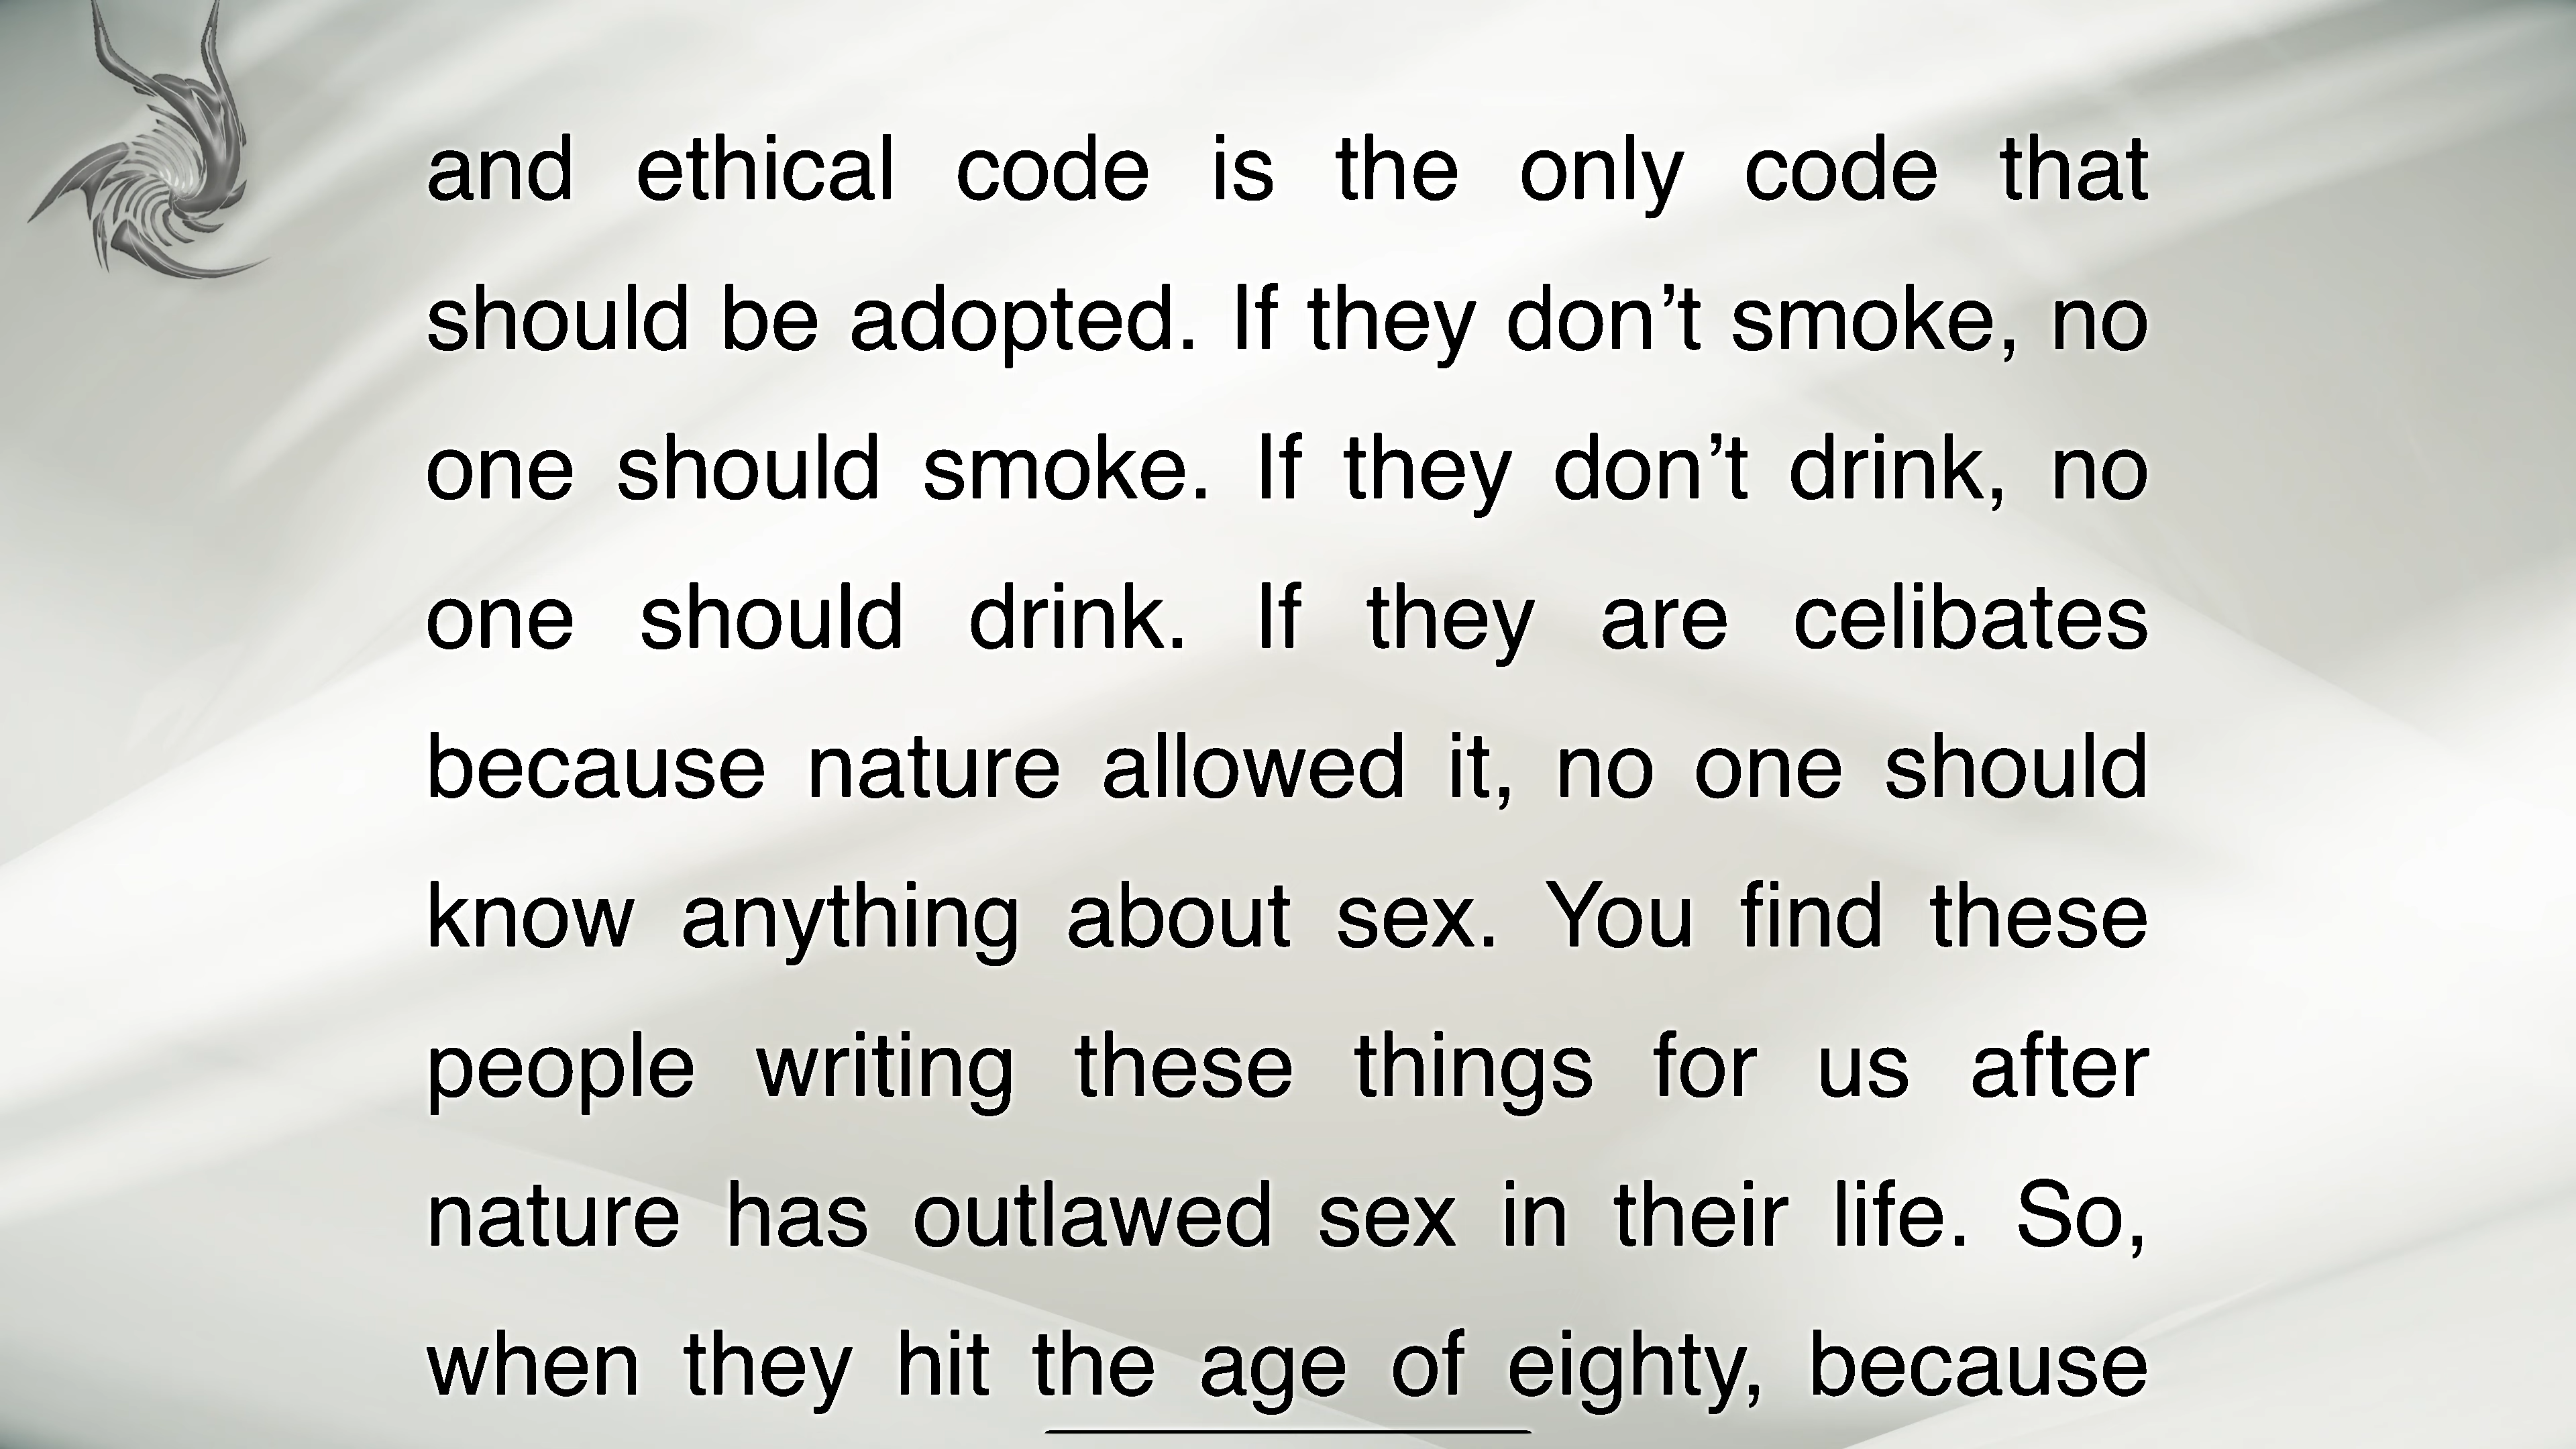 and ethical code is the only code that
should be adopted. If they don’t smoke, no
one should smoke. If they don’t drink, no
one should drink. If they are celibates
because nature allowed it, no one should
know anything about sex. You find these
people writing these things for us after
nature has outlawed sex in their life. So,
when they hit the age of eighty, because